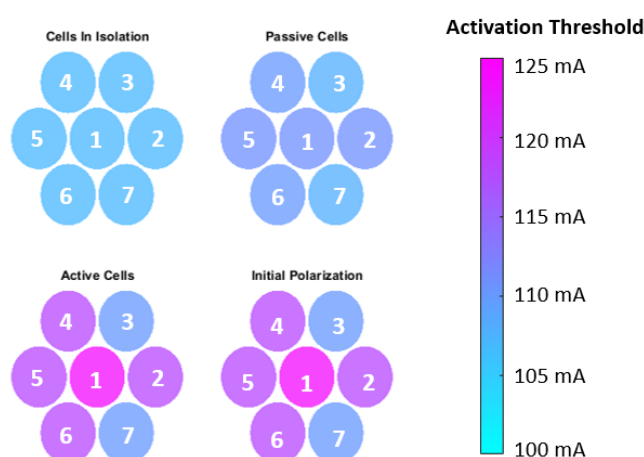 Cells In Isolation
4 3
5 1 2
6 7
Passive Cells
4 3
5 1 2
6 7
Active Cells
4 3
5 1 2
6 7
Initial Polarization
4 3
5 1 2
6 7
Activation Threshold
125 mA
120 mA
115 mA
110 mA
105 mA
100 mA